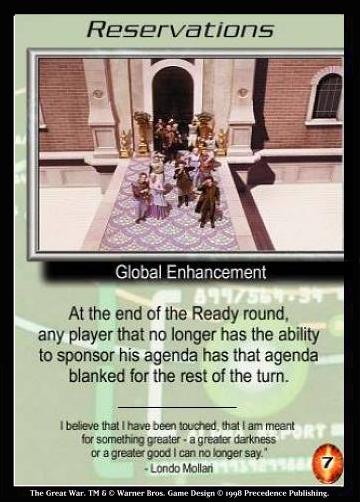 Reservations
Global Enhancement
At the end of the Ready round,
any player that no longer has the ability
to sponsor his agenda has that agenda
blanked for the rest of the turn.
I believe that I have been touched, that I am meant
for something greater - a greater darkness
or a greater good I can no longer say."
- Londo Mollari
7
The Great War. TM & © Warner Bros. Game Design © 1998 Precedence Publishing.